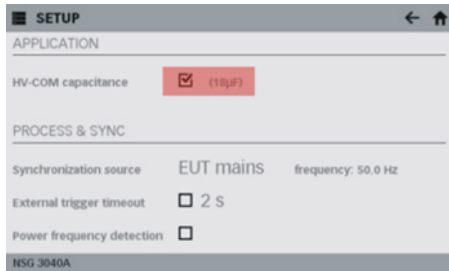 SETUP
APPLICATION
HV-COM capacitance (18µF)
PROCESS & SYNC
Synchronization source EUT mains frequency: 50.0 Hz
External trigger timeout 2 s
Power frequency detection
NSG 3040A